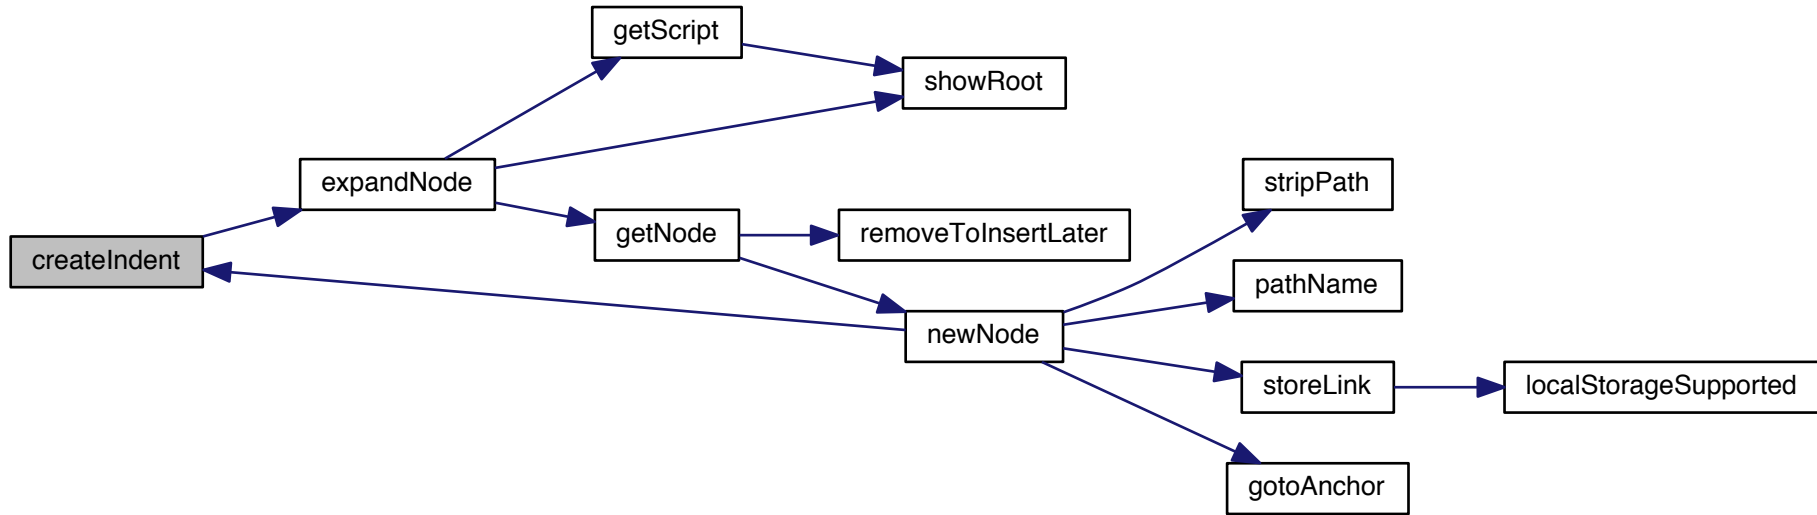 getScript
showRoot
expandNode
stripPath
getNode
removeToInsertLater
createIndent
pathName
newNode
storeLink
localStorageSupported
gotoAnchor